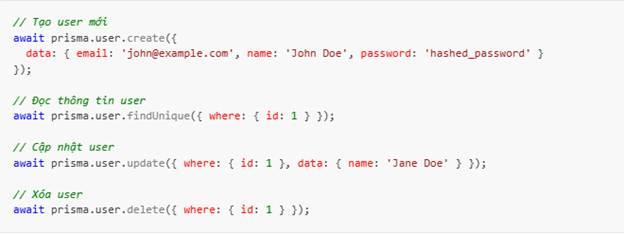 // Tạo user mới
await prisma.user.create({
  data: { email: 'john@example.com', name: 'John Doe', password: 'hashed_password' }
});
// Đọc thông tin user
await prisma.user.findUnique({ where: { id: 1 } });
// Cập nhật user
await prisma.user.update({ where: { id: 1 }, data: { name: 'Jane Doe' } });
// Xóa user
await prisma.user.delete({ where: { id: 1 } });